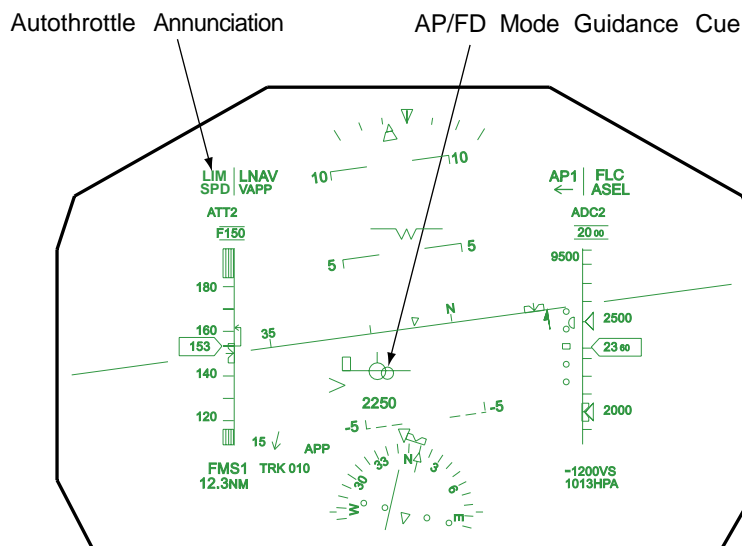 Autothrottle Annunciation
AP/FD Mode Guidance Cue
10
10
LIM LNAV
SPD VAPP
AP1 FLC
← ASEL
ATT2
ADC2
F150
20 00
5
5
9500
180
160
35
N
2500
153
23 60
140
2250
120
-5
-5
2000
15
APP
FMS1
TRK 010
12.3NM
-1200VS
1013HPA
33
N
3
30
6
W
E